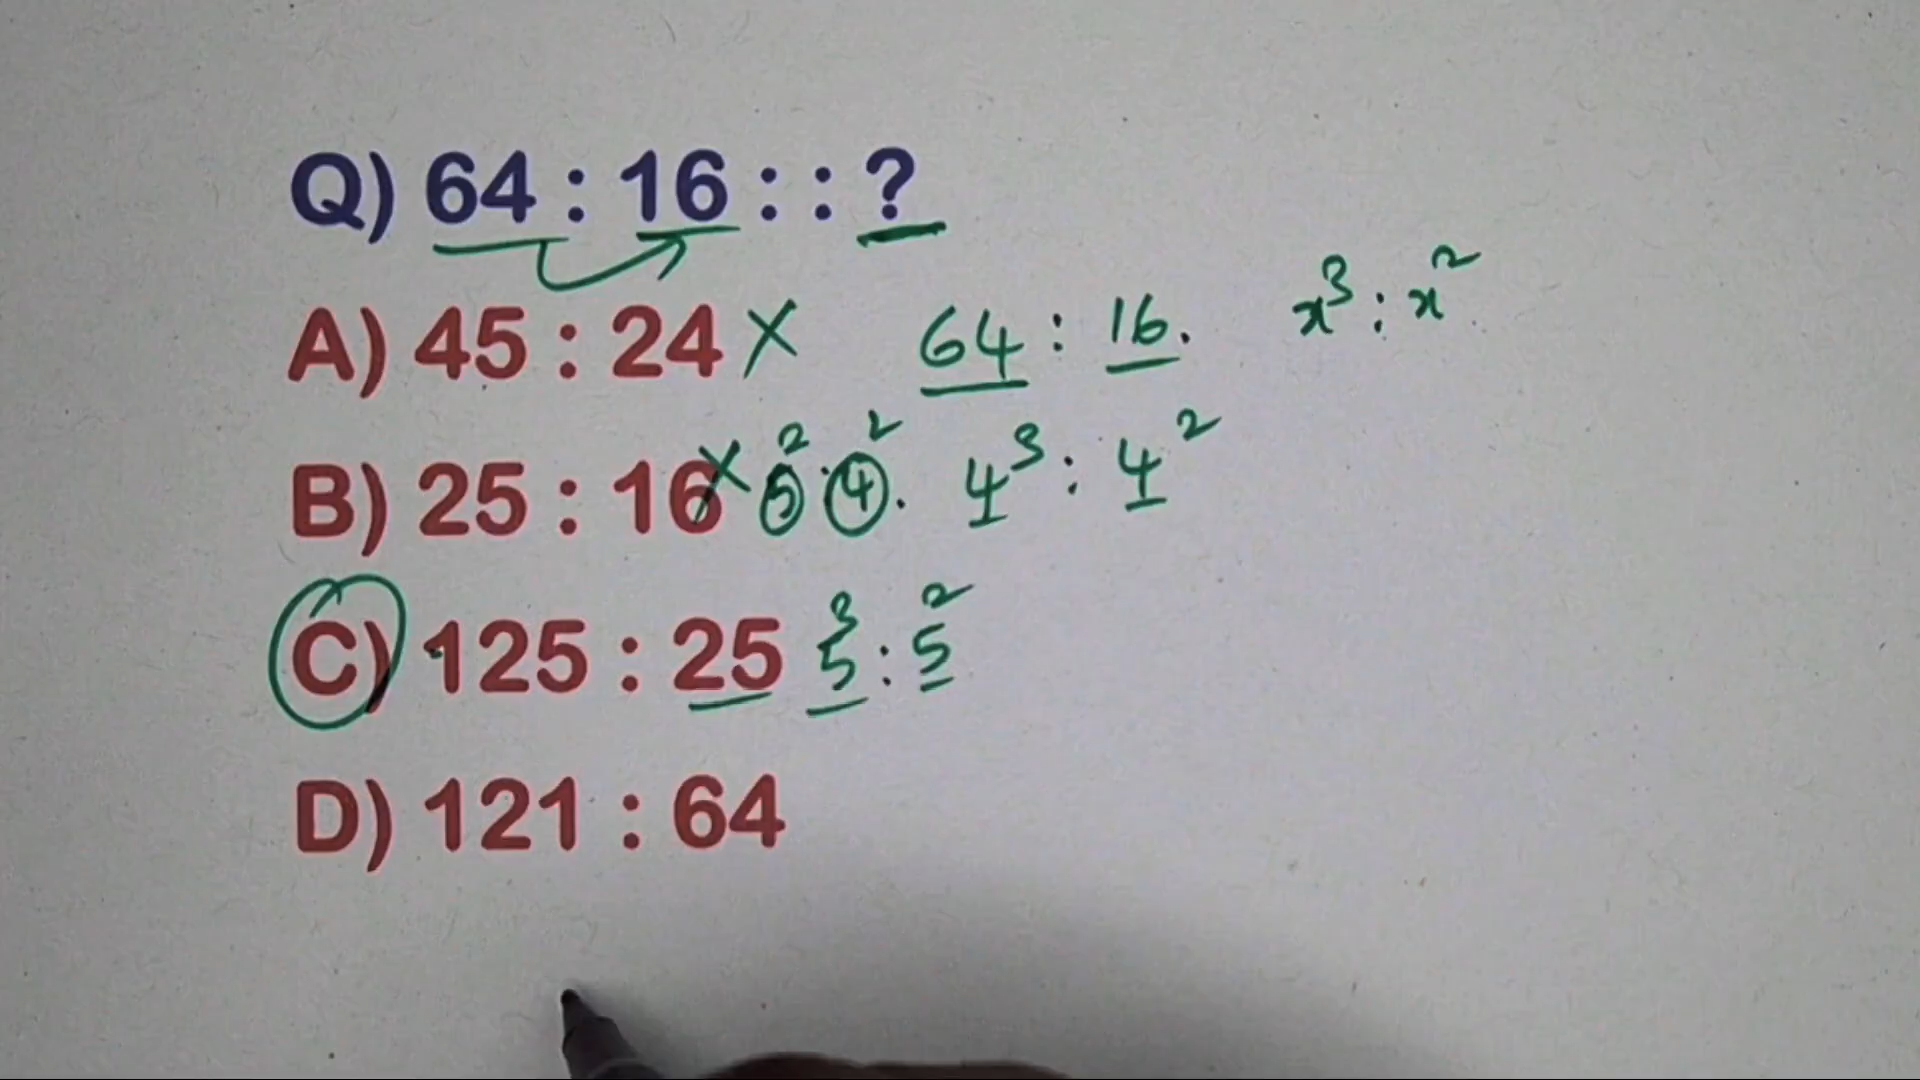 Q) 64 : 16 : : ?
x³ : x²
A) 45 : 24 X 64 : 16.
B) 25 : 16 X 5² : 4². 4³ : 4²
C) 125 : 25 5³ : 5²
D) 121 : 64